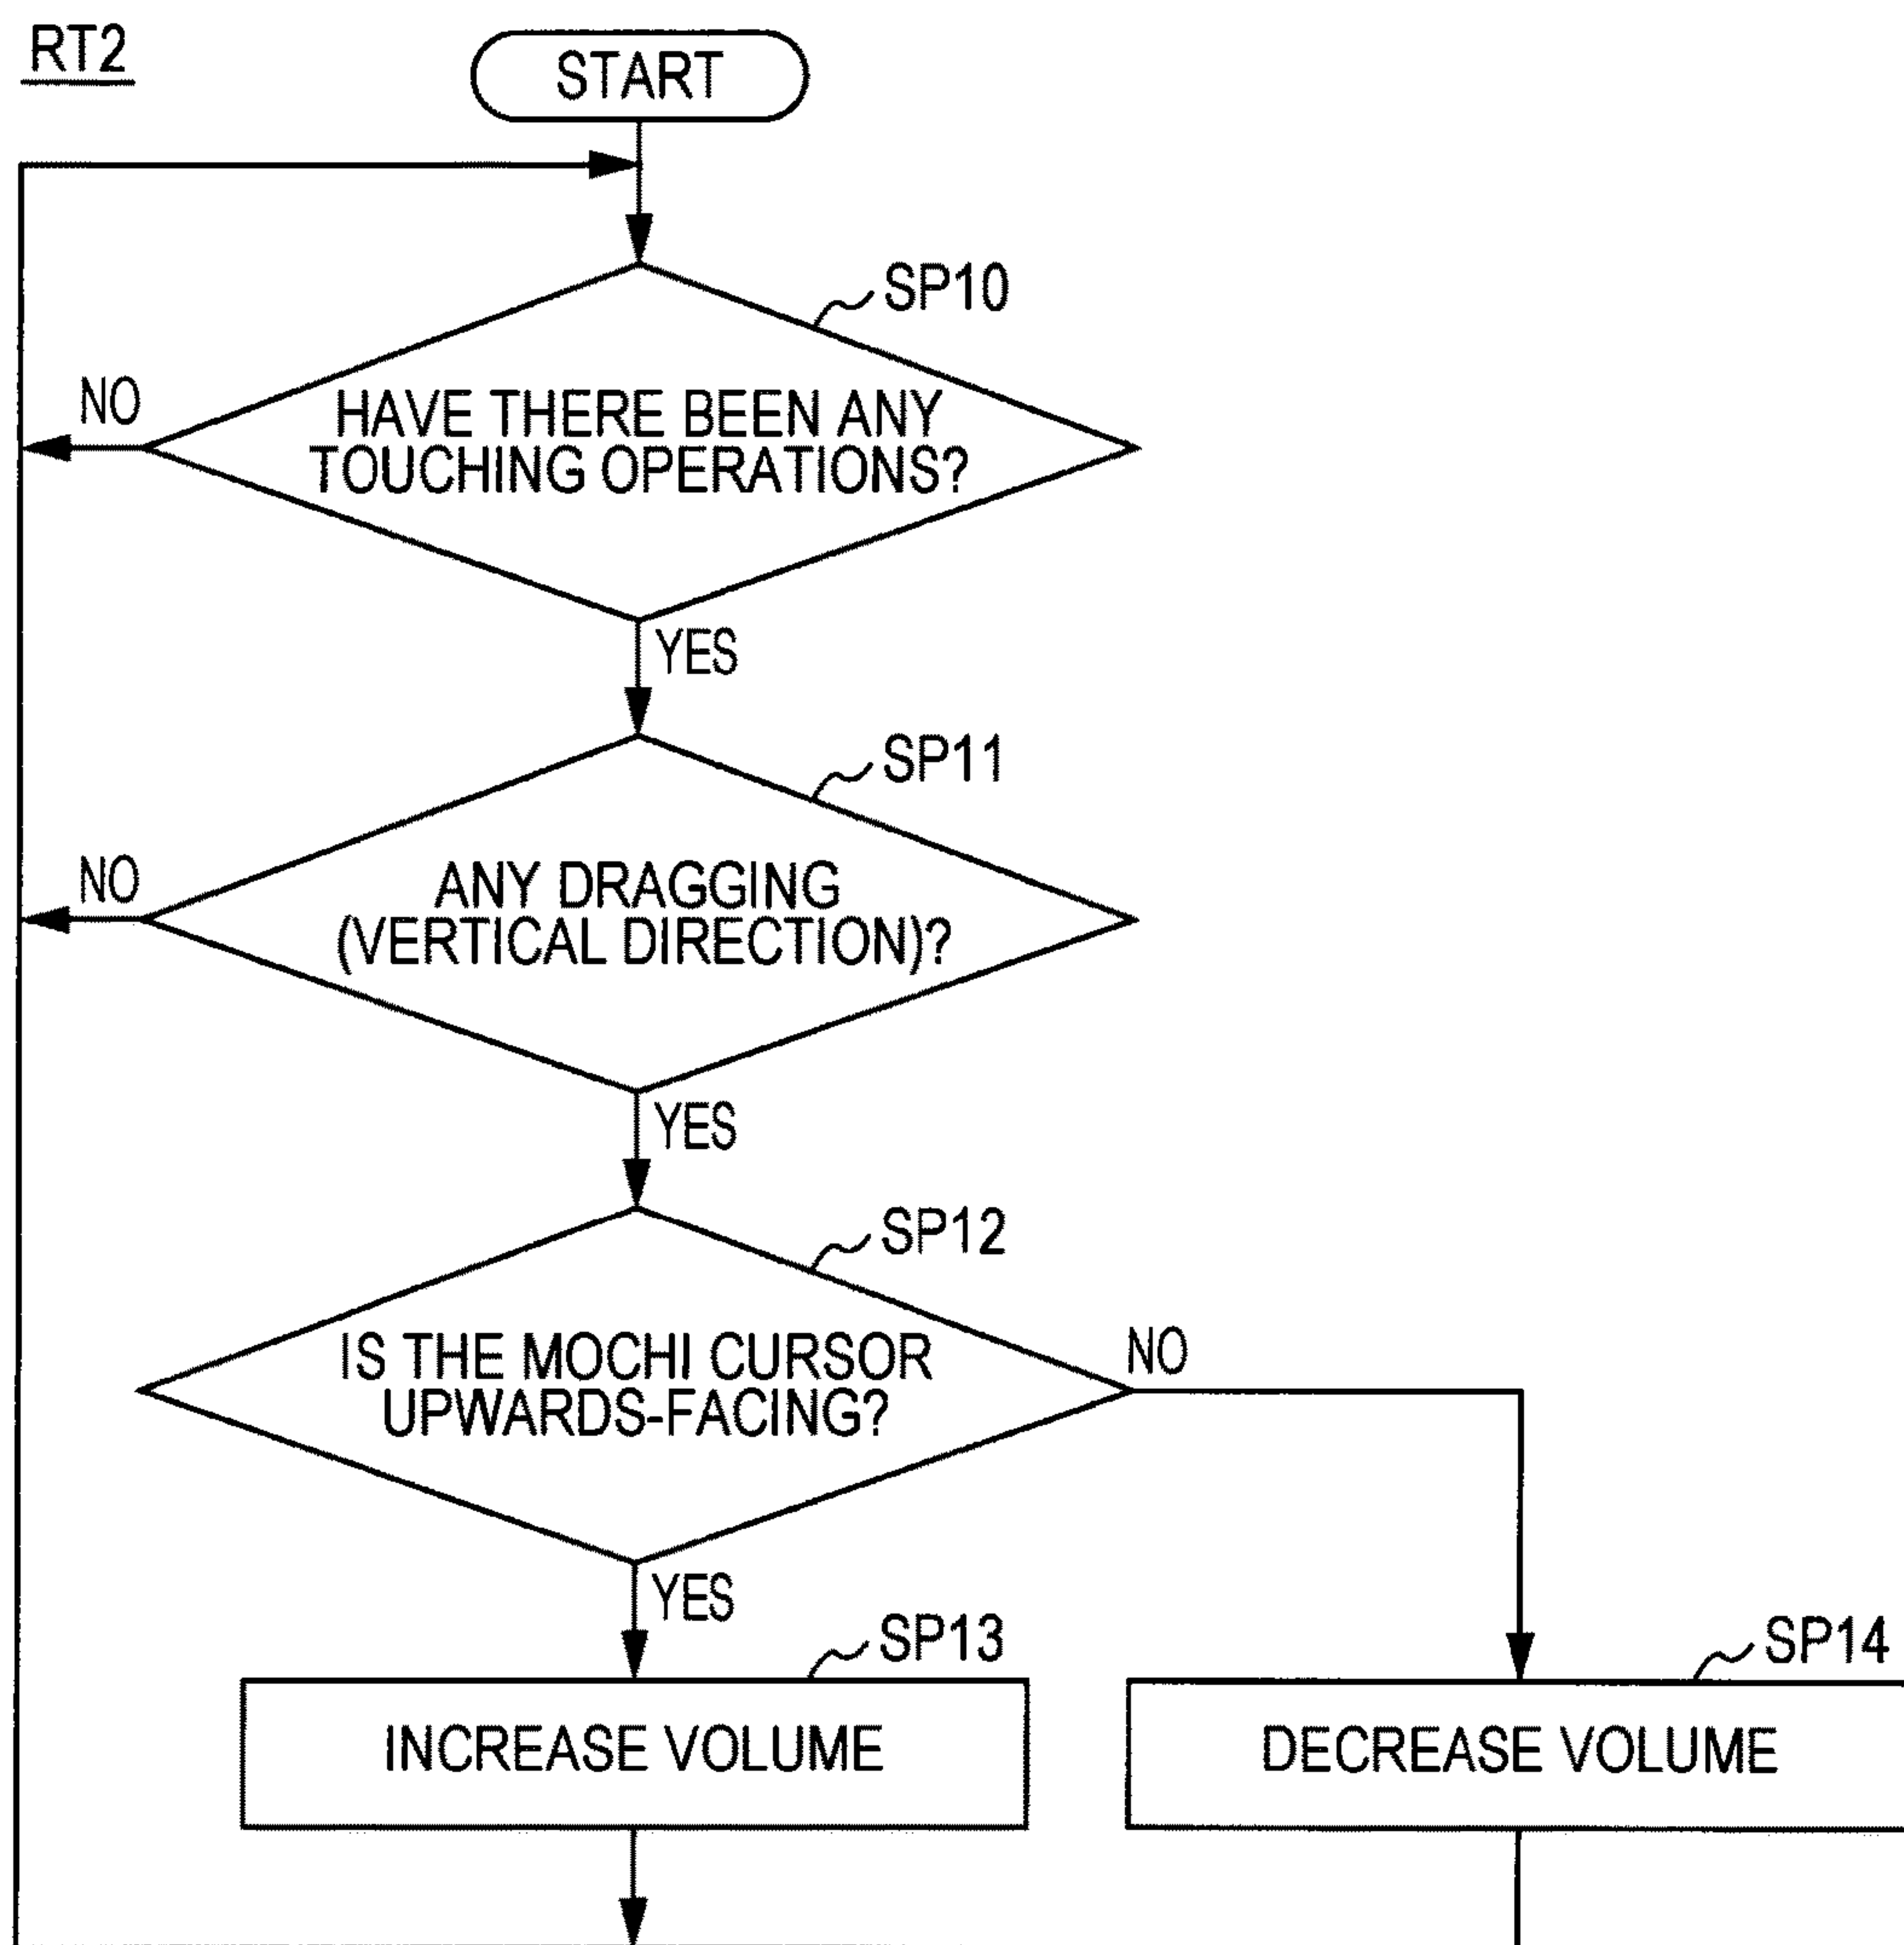 RT2
START
SP10
HAVE THERE BEEN ANY
TOUCHING OPERATIONS?
NO
YES
SP11
ANY DRAGGING
(VERTICAL DIRECTION)?
NO
YES
SP12
IS THE MOCHI CURSOR
UPWARDS-FACING?
NO
YES
SP13
INCREASE VOLUME
SP14
DECREASE VOLUME